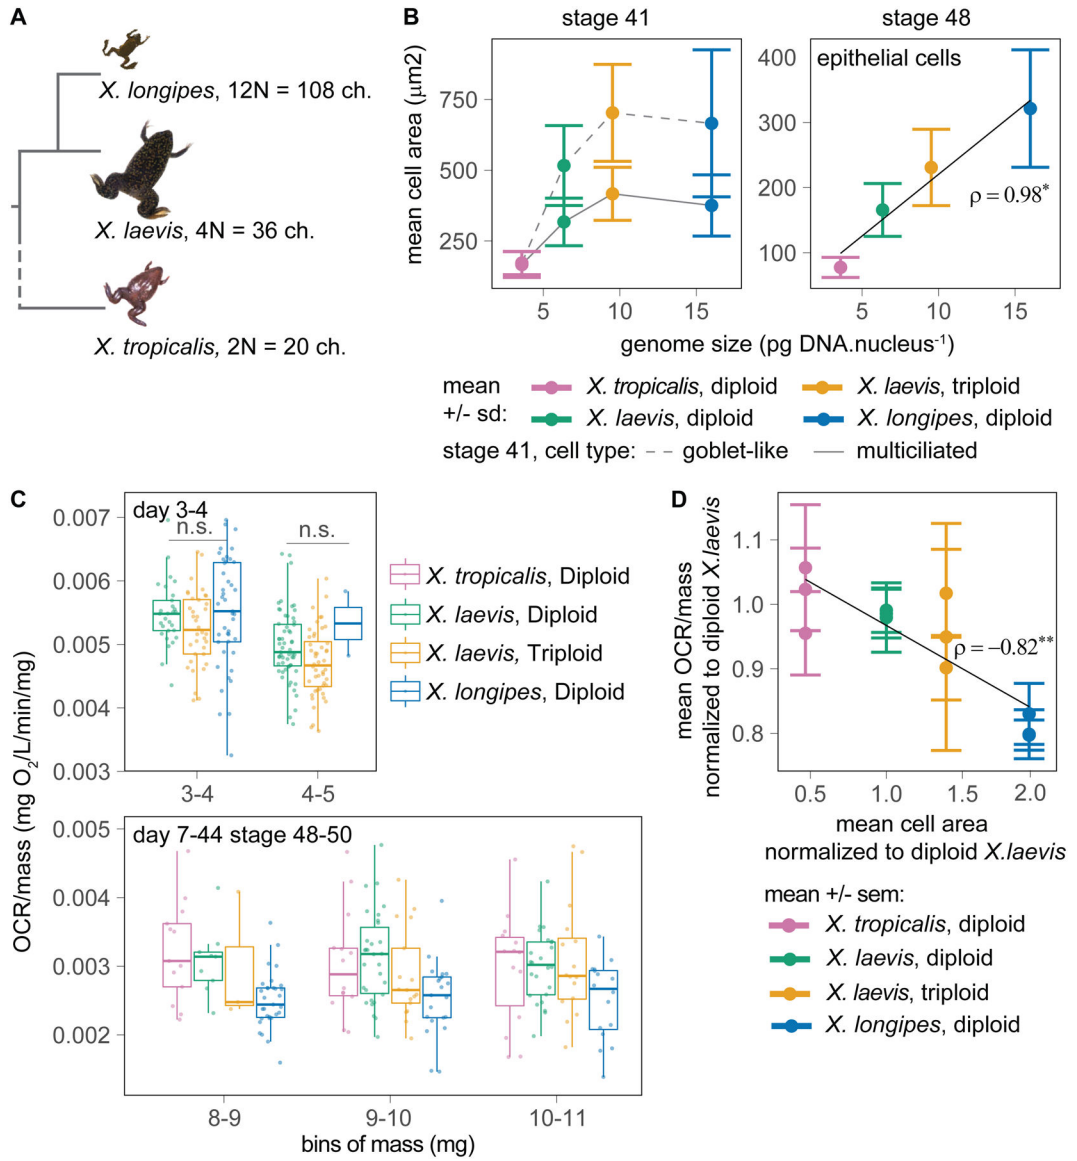 A
X. longipes, 12N = 108 ch.
X. laevis, 4N = 36 ch.
X. tropicalis, 2N = 20 ch.
B
stage 41
stage 48
mean cell area (μm2)
750
500
250
5
10
15
epithelial cells
400
300
200
100
ρ = 0.98*
5
10
15
genome size (pg DNA.nucleus⁻¹)
mean
+/- sd:
X. tropicalis, diploid
X. laevis, triploid
X. laevis, diploid
X. longipes, diploid
stage 41, cell type:
goblet-like
multiciliated
C
OCR/mass (mg O₂/L/min/mg)
day 3-4
0.007
0.006
0.005
0.004
0.003
n.s.
n.s.
3-4
4-5
X. tropicalis, Diploid
X. laevis, Diploid
X. laevis, Triploid
X. longipes, Diploid
day 7-44 stage 48-50
0.005
0.004
0.003
0.002
8-9
9-10
10-11
bins of mass (mg)
D
mean OCR/mass
normalized to diploid X.laevis
1.1
1.0
0.9
0.8
ρ = −0.82**
0.5
1.0
1.5
2.0
mean cell area
normalized to diploid X.laevis
mean +/- sem:
X. tropicalis, diploid
X. laevis, diploid
X. laevis, triploid
X. longipes, diploid